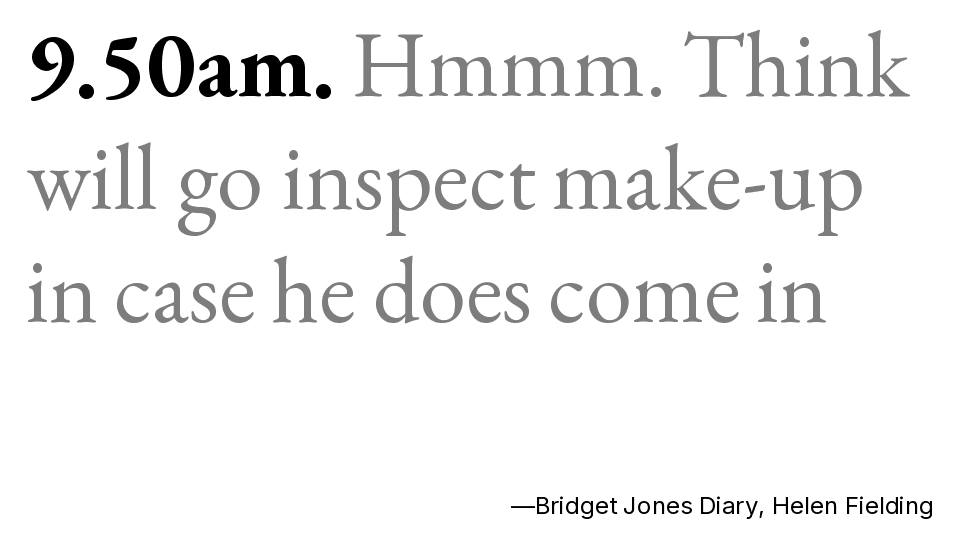 9.50am. Hmmm. Think
will go inspect make-up
in case he does come in
—Bridget Jones Diary, Helen Fielding